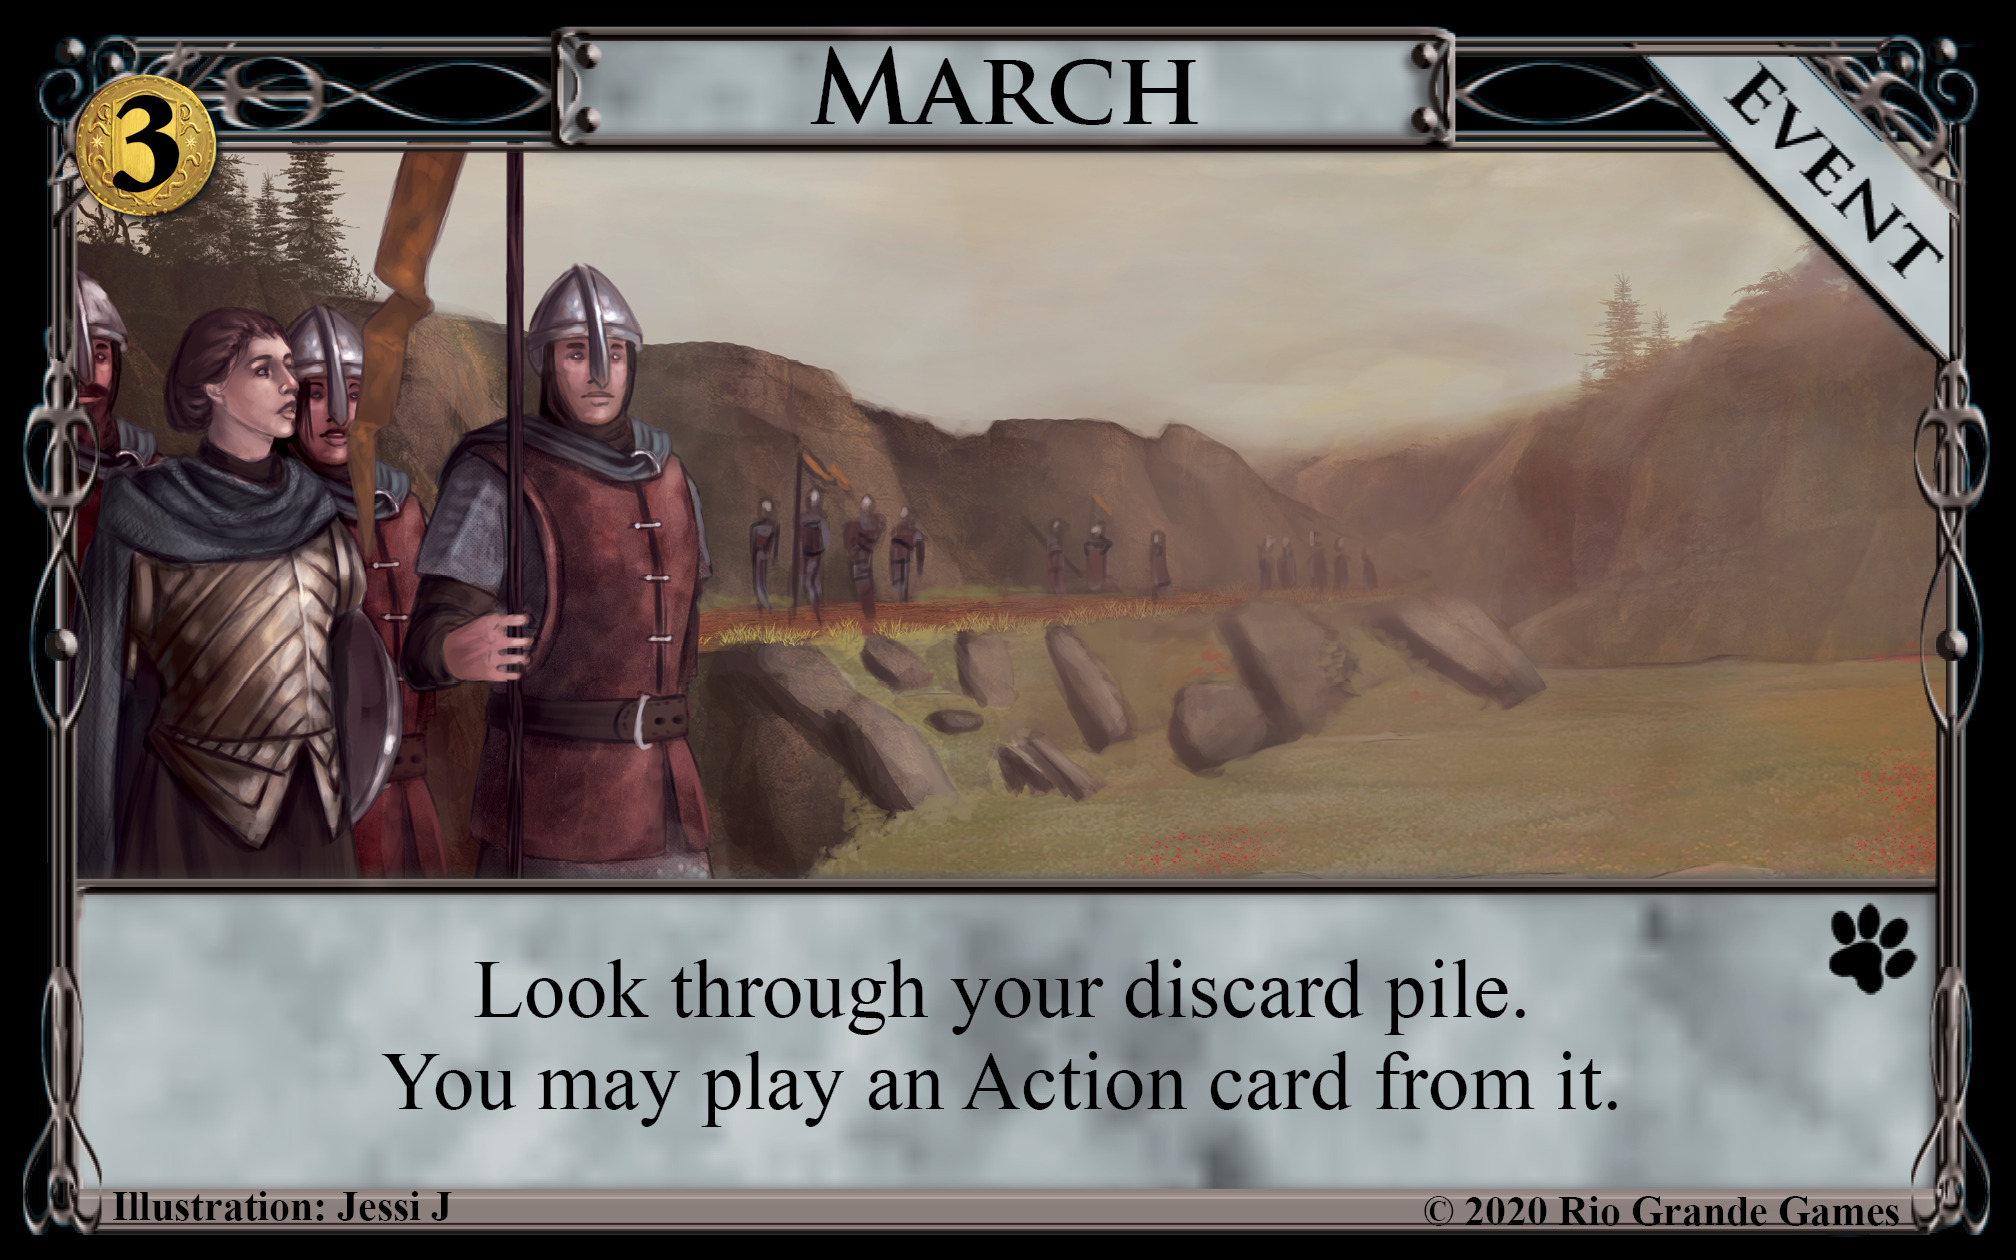 3
MARCH
EVENT
Look through your discard pile.
You may play an Action card from it.
Illustration: Jessi J
© 2020 Rio Grande Games